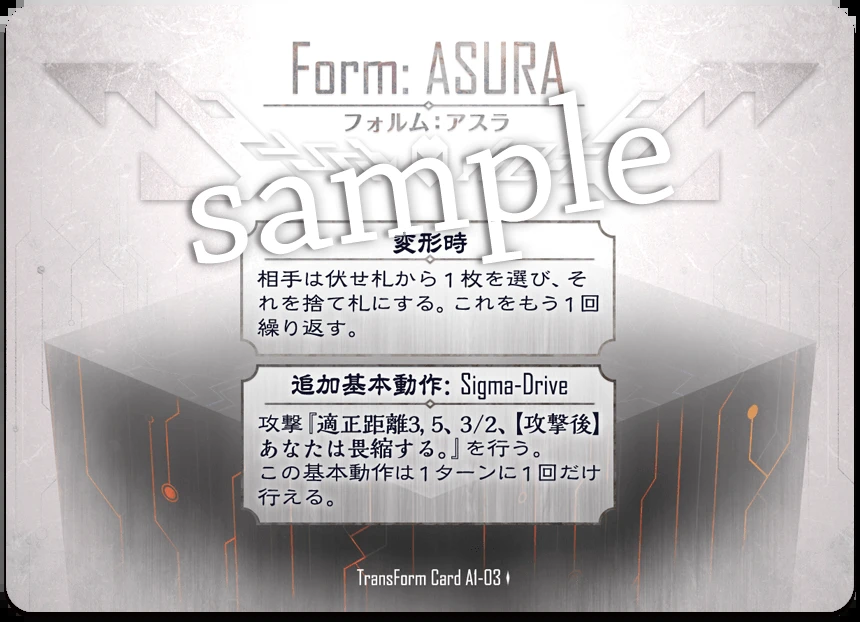 Form: ASURA
フォルム：アスラ
sample
変形時
相手は伏せ札から１枚を選び、そ
れを捨て札にする。これをもう１回
繰り返す。
追加基本動作: Sigma-Drive
攻撃『適正距離3, 5、3/2、【攻撃後】
あなたは畏縮する。』を行う。
この基本動作は１ターンに１回だけ
行える。
TransForm Card A1-03